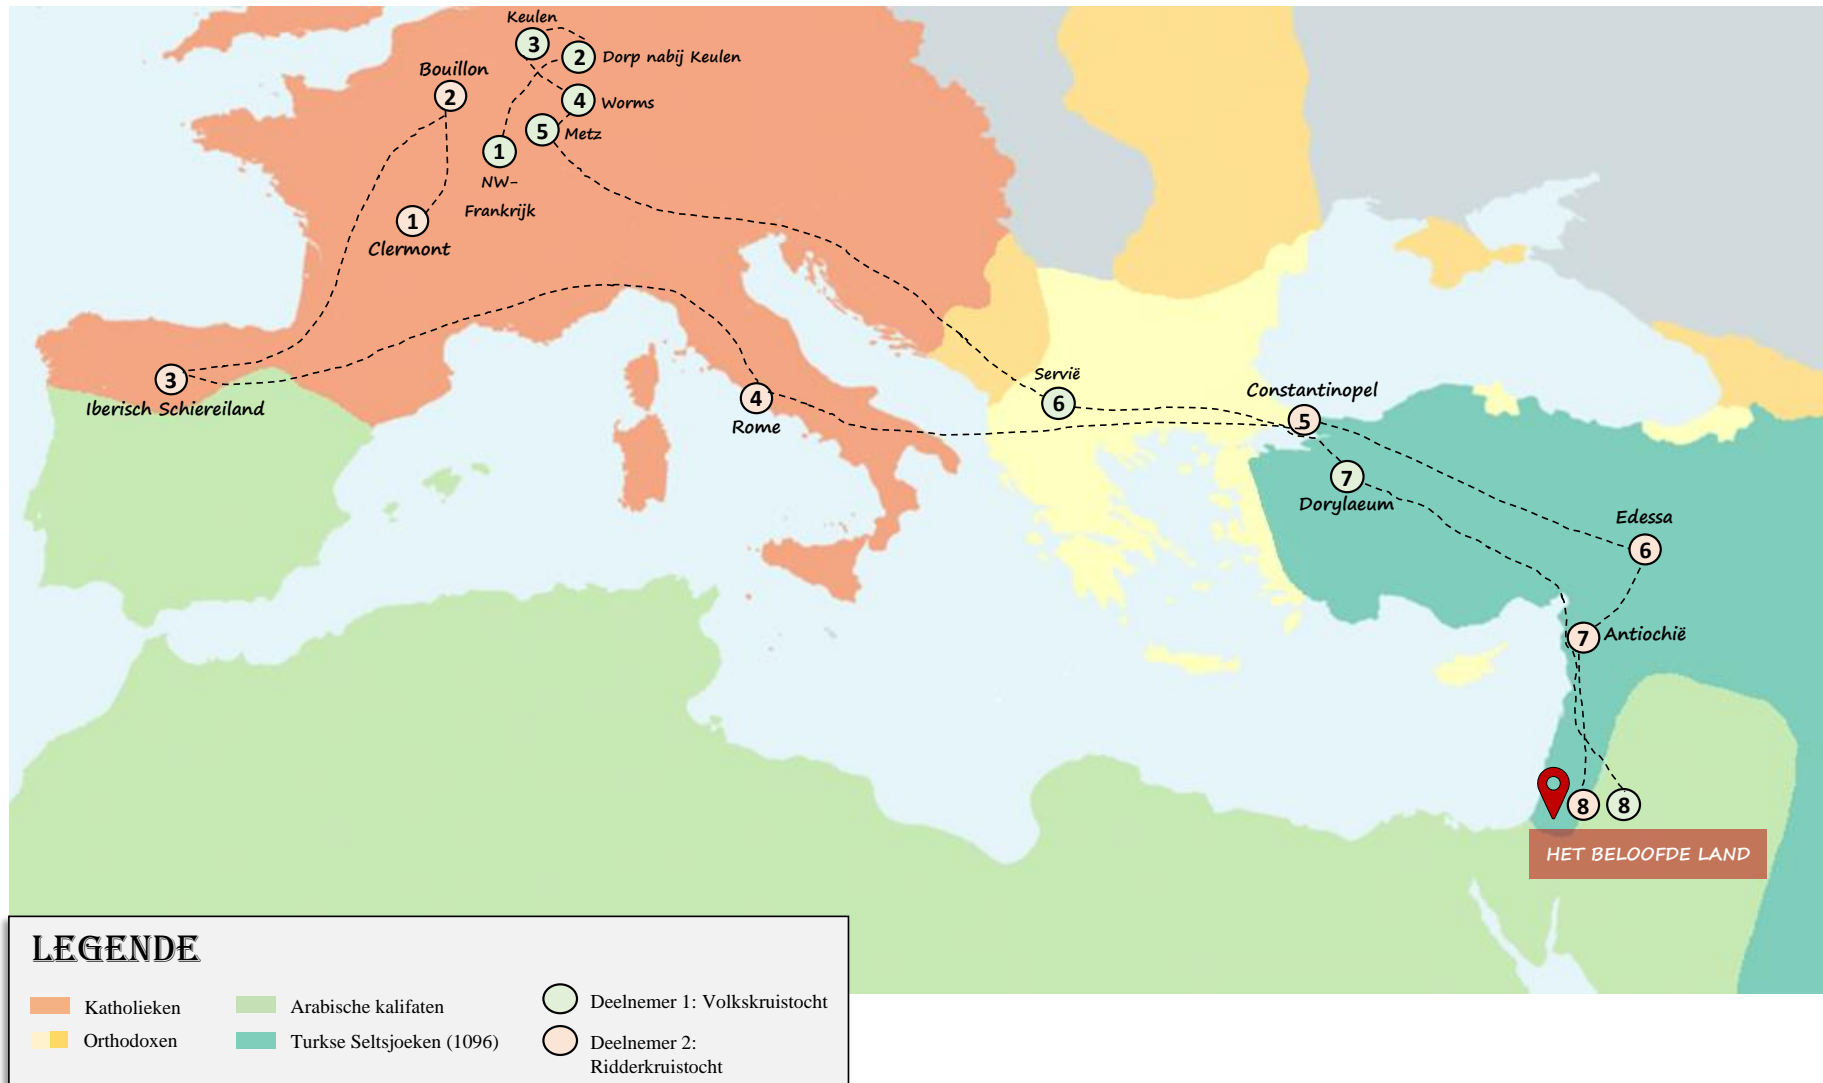 Keulen
3
2
Dorp nabij Keulen
Bouillon
2
4
Worms
5
Metz
1
NW-
Frankrijk
1
Clermont
3
Iberisch Schiereiland
4
Rome
Servië
6
Constantinopel
5
7
Dorylaeum
Edessa
6
7
Antiochië
8
8
HET BELOOFDE LAND
LEGENDE
Katholieken
Orthodoxen
Arabische kalifaten
Turkse Seltsjoeken (1096)
Deelnemer 1: Volkskruistocht
Deelnemer 2:
Ridderkruistocht